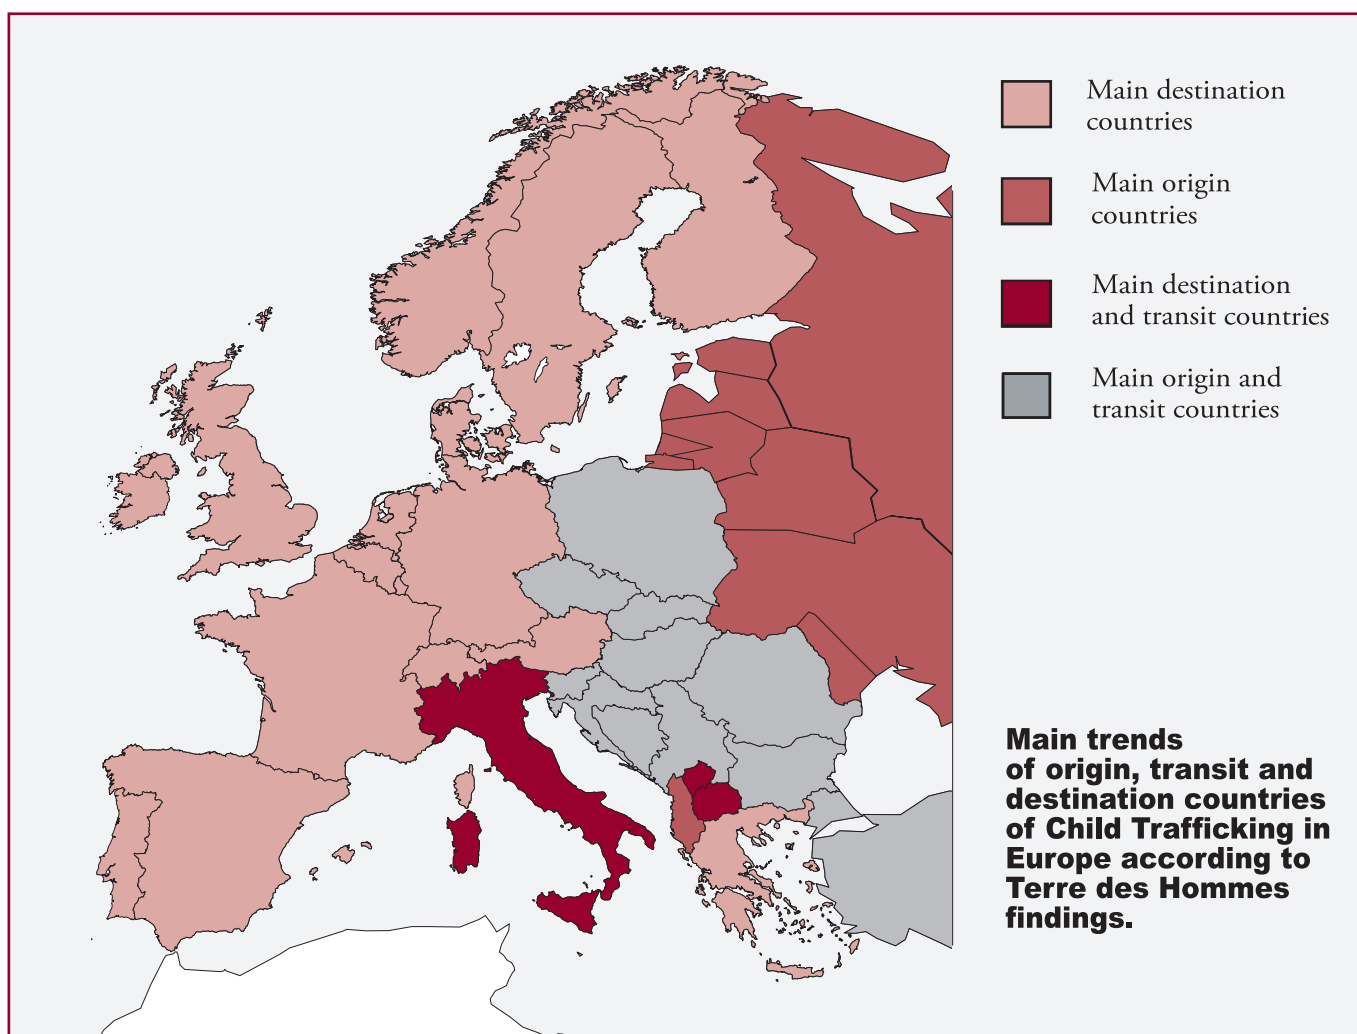 Main destination
countries
Main origin
countries
Main destination
and transit countries
Main origin and
transit countries
Main trends
of origin, transit and
destination countries
of Child Trafficking in
Europe according to
Terre des Hommes
findings.